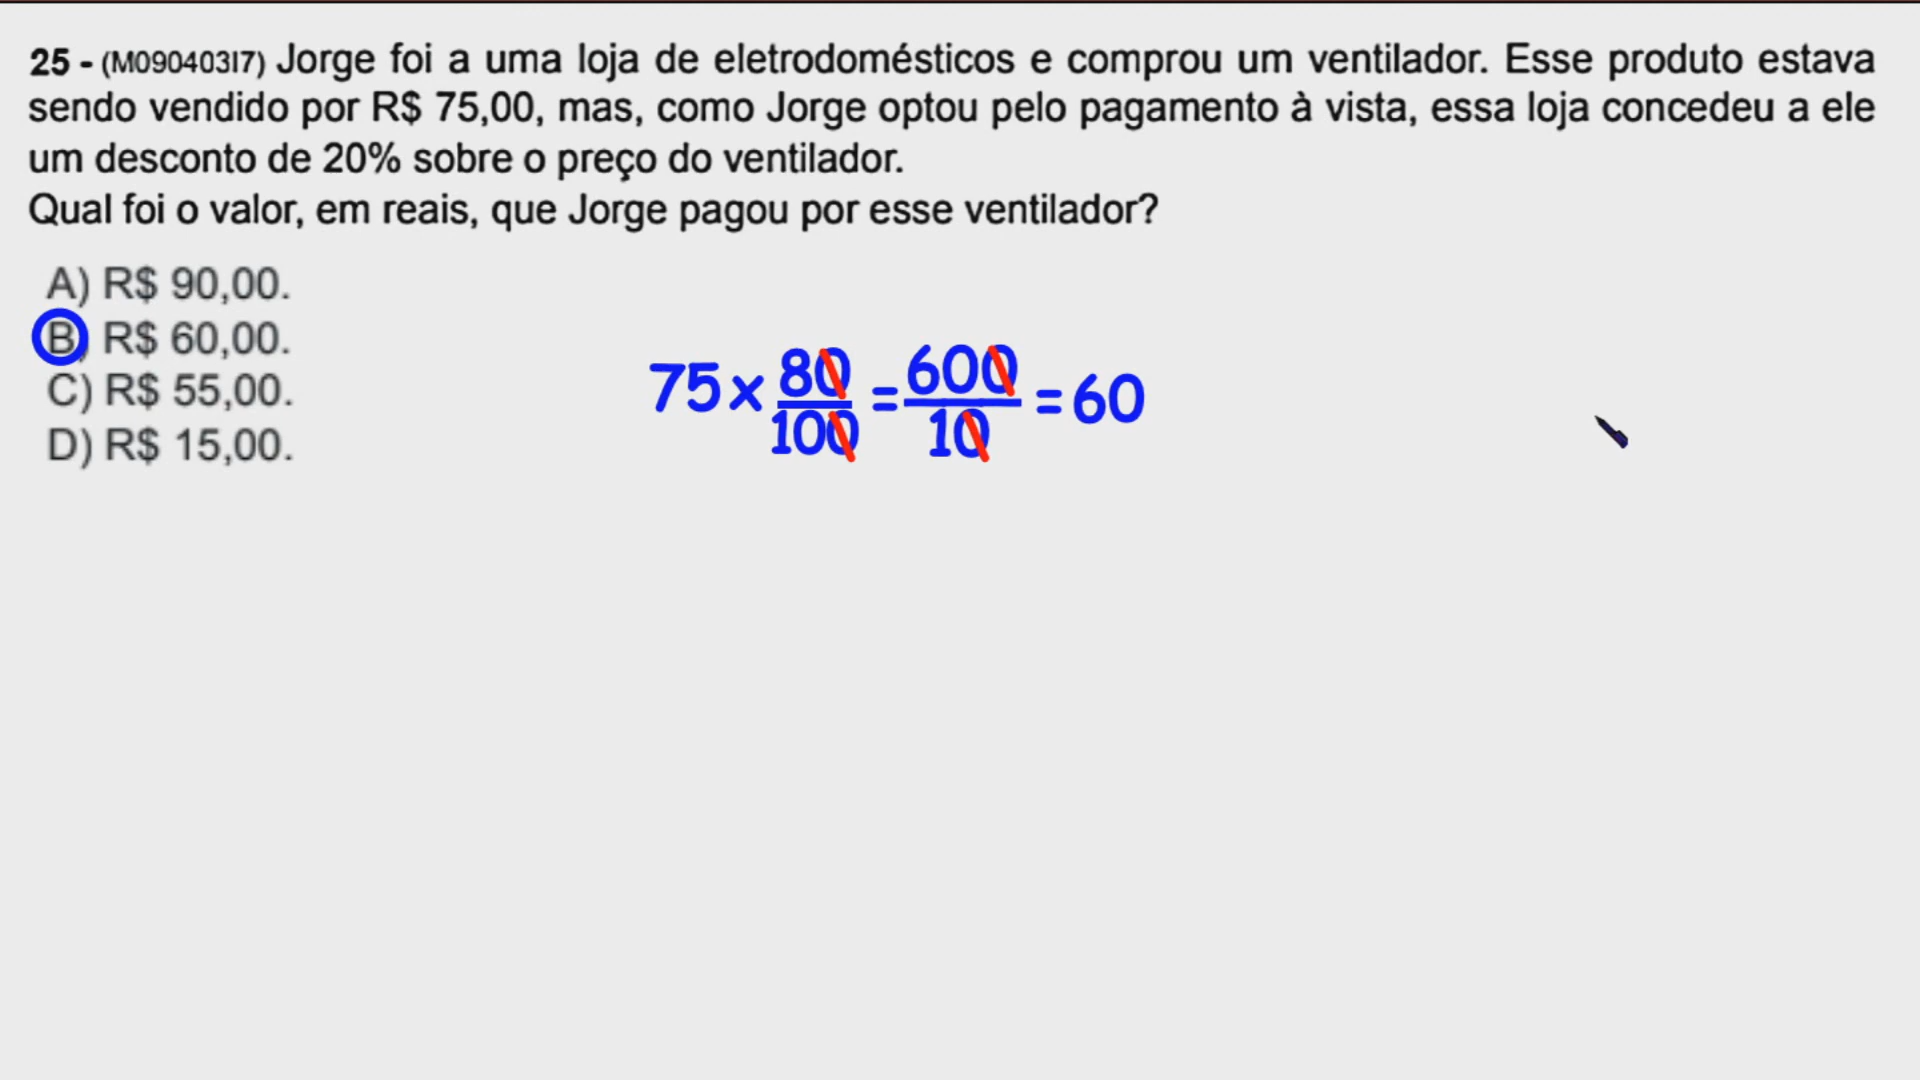 25 - (M090403I7) Jorge foi a uma loja de eletrodomésticos e comprou um ventilador. Esse produto estava
sendo vendido por R$ 75,00, mas, como Jorge optou pelo pagamento à vista, essa loja concedeu a ele
um desconto de 20% sobre o preço do ventilador.
Qual foi o valor, em reais, que Jorge pagou por esse ventilador?
A) R$ 90,00.
B) R$ 60,00.
C) R$ 55,00.
D) R$ 15,00.
75 x 80/100 = 600/10 = 60